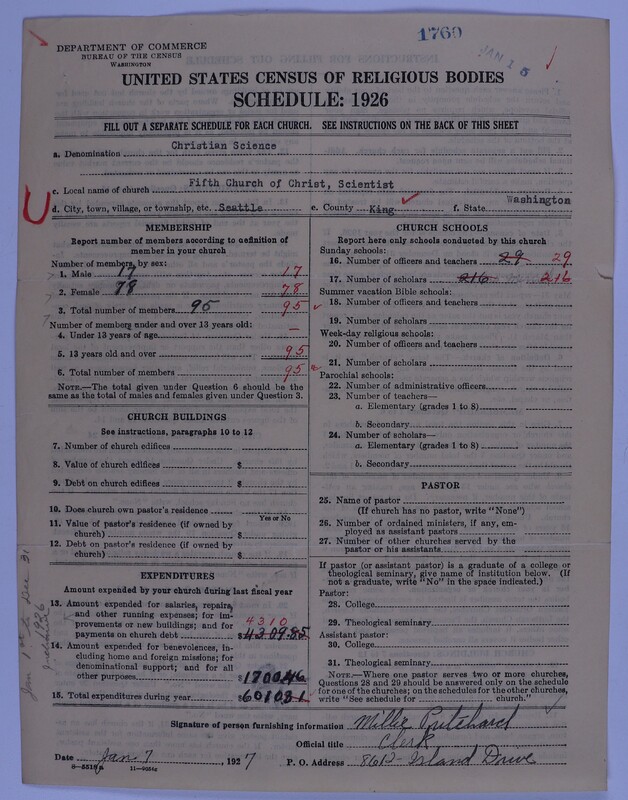 1760
JAN 15
DEPARTMENT OF COMMERCE
BUREAU OF THE CENSUS
WASHINGTON
UNITED STATES CENSUS OF RELIGIOUS BODIES
SCHEDULE: 1926
FILL OUT A SEPARATE SCHEDULE FOR EACH CHURCH. SEE INSTRUCTIONS ON THE BACK OF THIS SHEET
a. Denomination Christian Science
c. Local name of church Fifth Church of Christ, Scientist
d. City, town, village, or township, etc. Seattle e. County King f. State Washington
MEMBERSHIP
Report number of members according to definition of
member in your church
Number of members by sex:
1. Male 17 17
2. Female 78 78
3. Total number of members 95 95
Number of members under and over 13 years old:
4. Under 13 years of age —
5. 13 years old and over 95
6. Total number of members 95
NOTE.—The total given under Question 6 should be
same as the total of males and females given under Question 3.
CHURCH BUILDINGS
See instructions, paragraphs 10 to 12
7. Number of church edifices
8. Value of church edifices $
9. Debt on church edifices $
10. Does church own pastor's residence
Yes or No
11. Value of pastor's residence (if owned by
church) $
12. Debt on pastor's residence (if owned by
church) $
EXPENDITURES
Amount expended by your church during last fiscal year
13. Amount expended for salaries, repairs,
and other running expenses; for im-
provements or new buildings; and for 4310
payments on church debt $ 4309.85
14. Amount expended for benevolences,
including home and foreign missions; for
denominational support; and for all
other purposes 1700.46
15. Total expenditures during year $ 6010.31
CHURCH SCHOOLS
Report here only schools conducted by this church
Sunday schools:
16. Number of officers and teachers 29 29
17. Number of scholars 216 216
Summer vacation Bible schools:
18. Number of officers and teachers
19. Number of scholars
Week-day religious schools:
20. Number of officers and teachers
21. Number of scholars
Parochial schools:
22. Number of administrative officers
23. Number of teachers—
a. Elementary (grades 1 to 8)
b. Secondary
24. Number of scholars—
a. Elementary (grades 1 to 8)
b. Secondary
PASTOR
25. Name of pastor
(If church has no pastor, write "None")
26. Number of ordained ministers, if any, em-
ployed as assistant pastors
27. Number of other churches served by the
pastor or his assistants
If pastor (or assistant pastor) is a graduate of a college or
theological seminary, give name of institution below. (If
not a graduate, write "No" in the space indicated.)
Pastor:
28. College
29. Theological seminary
Assistant pastor:
30. College
31. Theological seminary
NOTE.—Where one pastor serves two or more churches,
Questions 28 and 29 should be answered only on the schedule
for one of the churches; on the schedules for the other churches,
write "See schedule for church."
Signature of person furnishing information Millie Pritchard
Official title Clerk
Date Jan. 7, 1927 P. O. Address 8612 Island Drive
Jan 1st to Dec 31
1926
inclusive